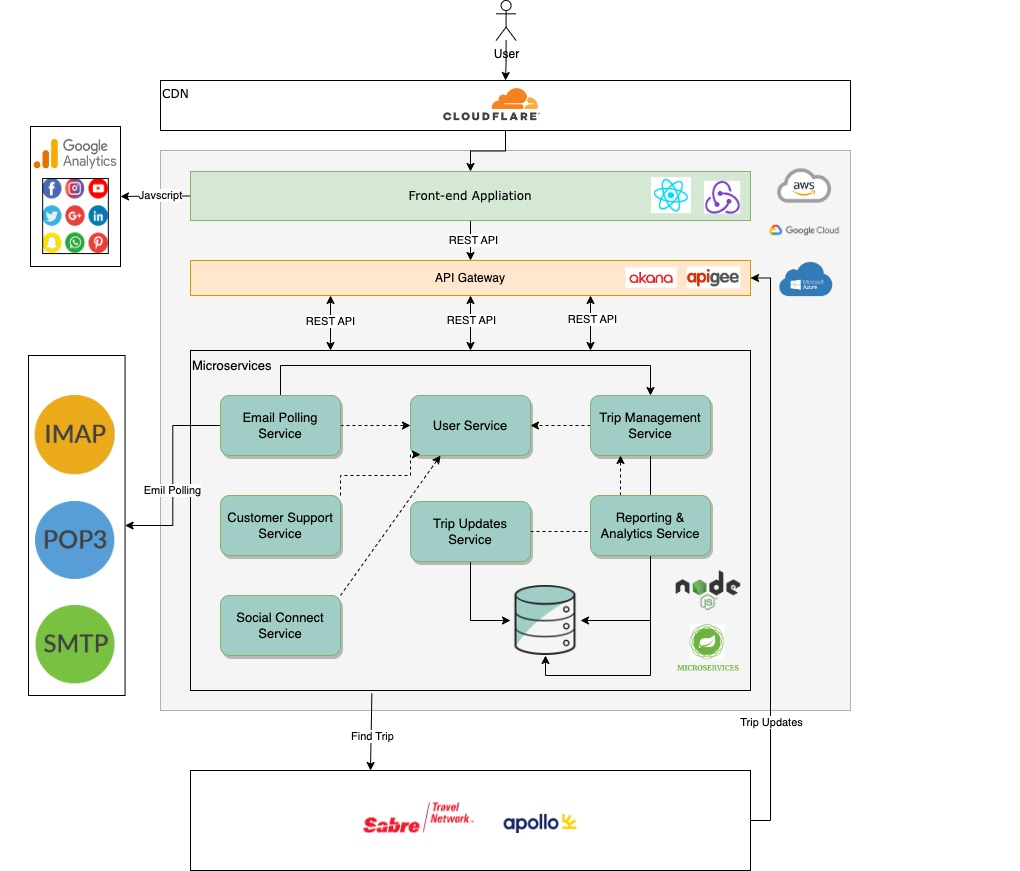 User
CDN
CLOUDFLARE
Google
Analytics
Javscript
Front-end Appliation
aws
Google Cloud
REST API
API Gateway
akana
apigee
Microsoft
Azure
REST API
REST API
REST API
Microservices
Email Polling
Service
User Service
Trip Management
Service
IMAP
Emil Polling
POP3
SMTP
Customer Support
Service
Trip Updates
Service
Reporting &
Analytics Service
Social Connect
Service
node
JS
MICROSERVICES
Find Trip
Trip Updates
Sabre
Travel
Network
apollo